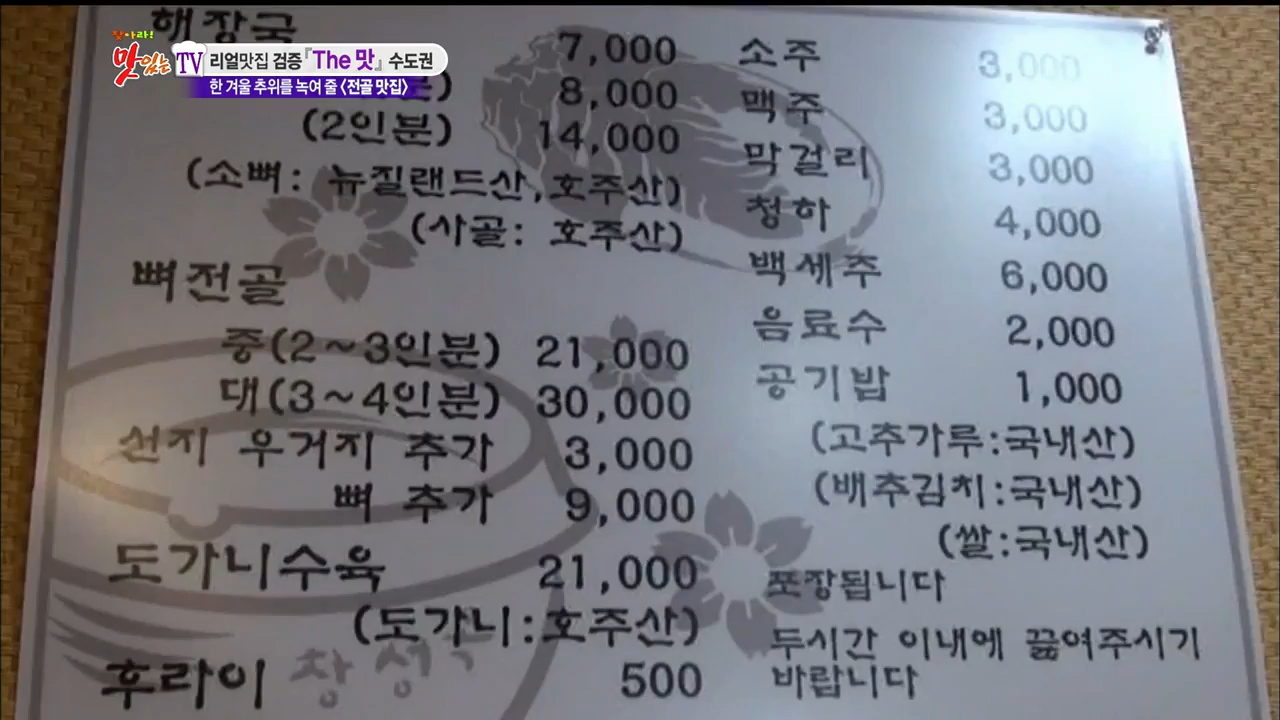 찾아라!
맛있는 TV
리얼맛집 검증 『The 맛』 수도권
한 겨울 추위를 녹여 줄 <전골 맛집>
해장국 7,000
8,000
(2인분) 14,000
(소뼈: 뉴질랜드산,호주산)
(사골: 호주산)
뼈전골
중(2~3인분) 21,000
대(3~4인분) 30,000
선지 우거지 추가 3,000
뼈 추가 9,000
도가니수육 21,000
(도가니:호주산)
후라이 500
창성
소주 3,000
맥주 3,000
막걸리 3,000
청하 4,000
백세주 6,000
음료수 2,000
공기밥 1,000
(고추가루:국내산)
(배추김치:국내산)
(쌀:국내산)
포장됩니다
두시간 이내에 끓여주시기
바랍니다